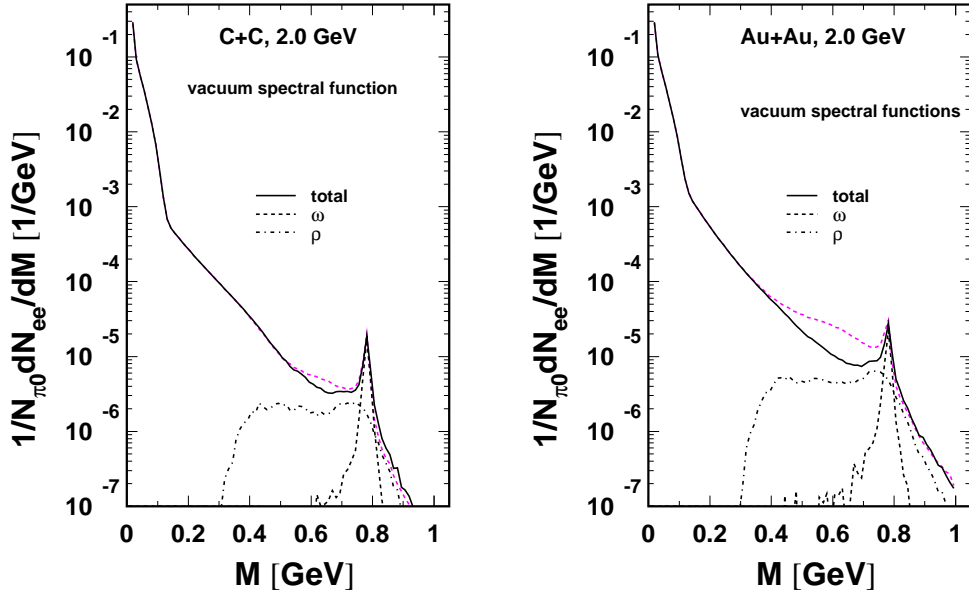 C+C, 2.0 GeV
vacuum spectral function
total
ω
ρ
10 -1
10 -2
10 -3
10 -4
10 -5
10 -6
10 -7
1/N π0 dN ee /dM [1/GeV]
0 0.2 0.4 0.6 0.8 1
M [GeV]
Au+Au, 2.0 GeV
vacuum spectral functions
total
ω
ρ
10 -1
10 -2
10 -3
10 -4
10 -5
10 -6
10 -7
1/N π0 dN ee /dM [1/GeV]
0 0.2 0.4 0.6 0.8 1
M [GeV]